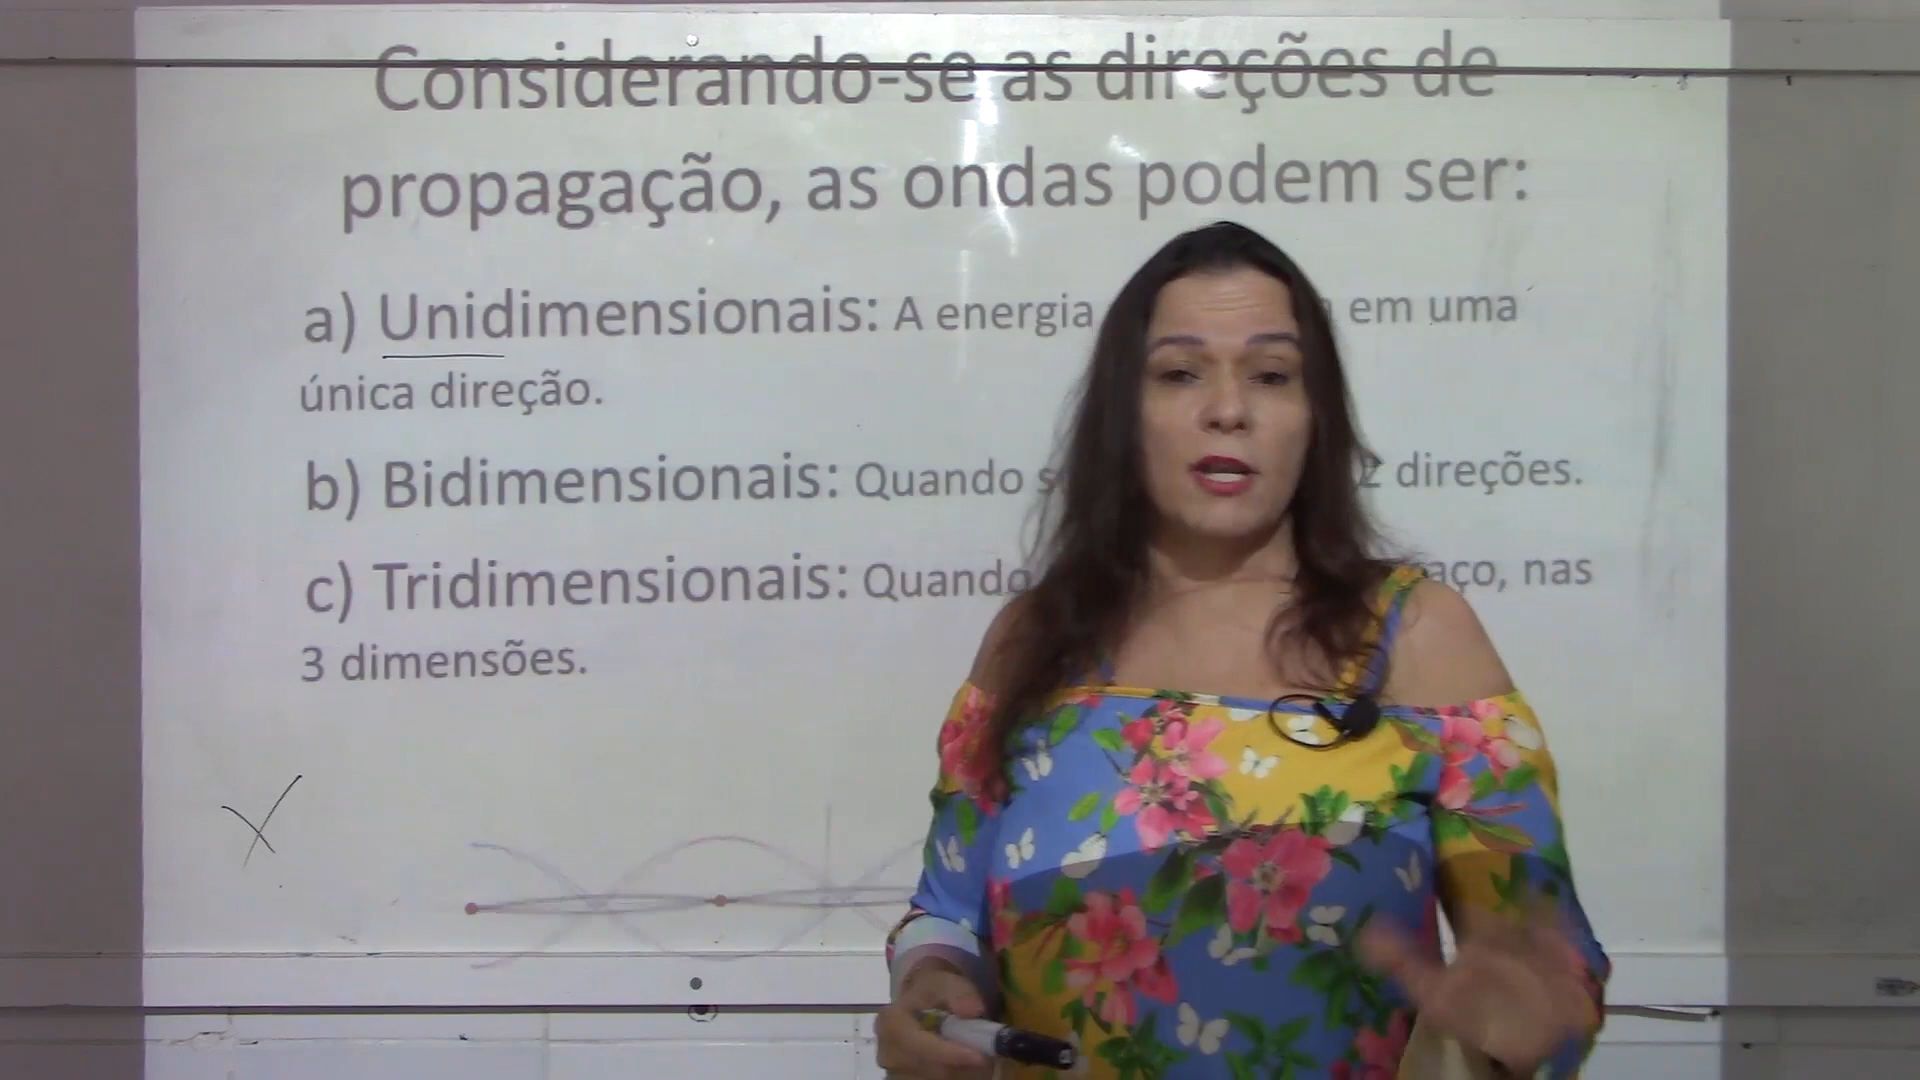 Considerando-se as direções de
propagação, as ondas podem ser:
a) Unidimensionais: A energia em uma
única direção.
b) Bidimensionais: Quando direções.
c) Tridimensionais: Quando nas
3 dimensões.